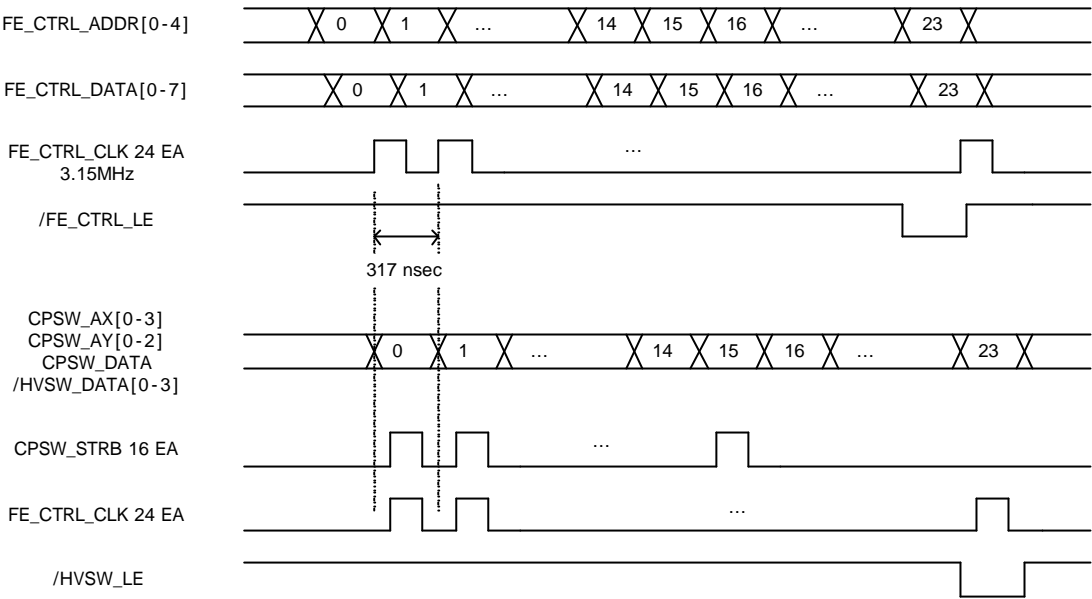 FE_CTRL_ADDR[0-4] 0 1 ... 14 15 16 ... 23
FE_CTRL_DATA[0-7] 0 1 ... 14 15 16 ... 23
FE_CTRL_CLK 24 EA ...
3.15MHz
/FE_CTRL_LE
317 nsec
CPSW_AX[0-3]
CPSW_AY[0-2] 0 1 ... 14 15 16 ... 23
CPSW_DATA
/HVSW_DATA[0-3]
CPSW_STRB 16 EA ...
FE_CTRL_CLK 24 EA ...
/HVSW_LE